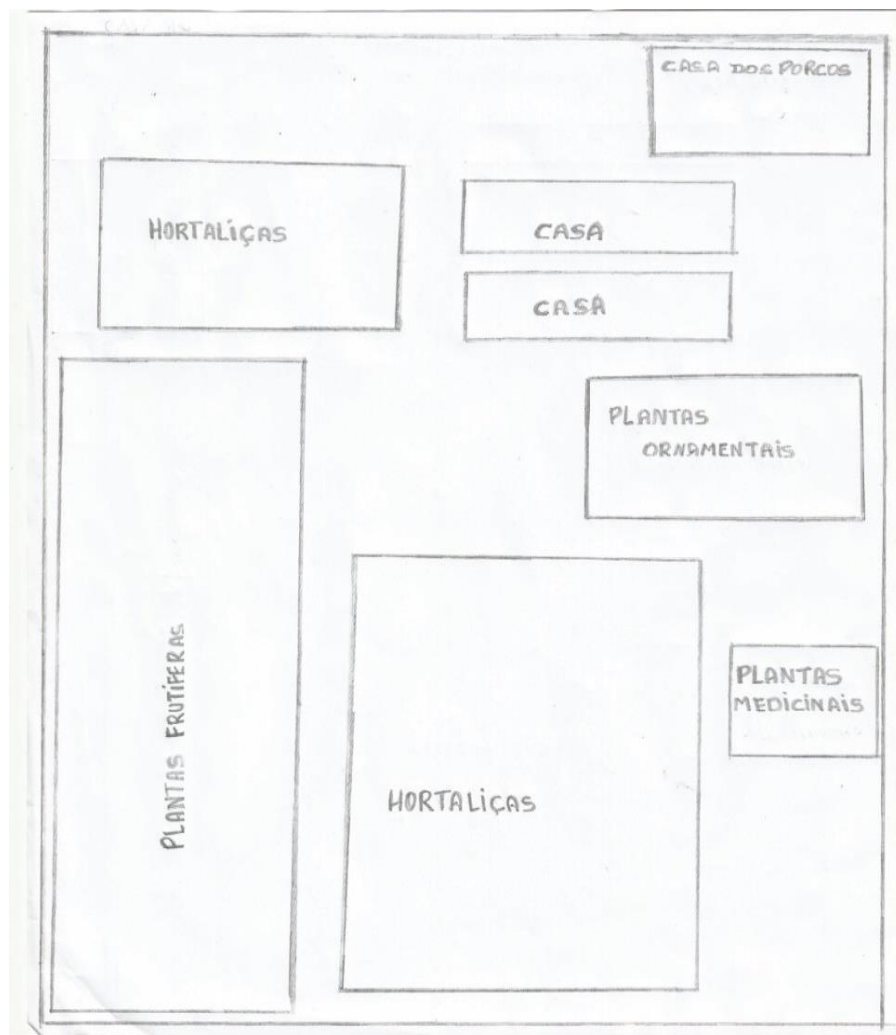 CASA DOS PORCOS
HORTALIÇAS
CASA
CASA
PLANTAS
ORNAMENTAIS
PLANTAS FRUTÍFERAS
PLANTAS
MEDICINAIS
HORTALIÇAS